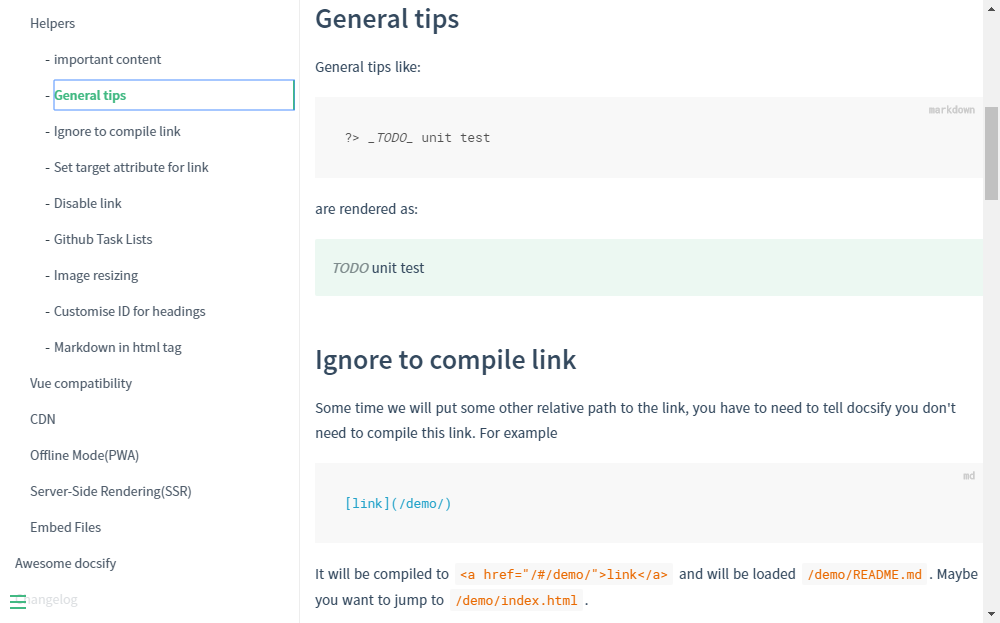 Helpers
- important content
- General tips
- Ignore to compile link
- Set target attribute for link
- Disable link
- Github Task Lists
- Image resizing
- Customise ID for headings
- Markdown in html tag
Vue compatibility
CDN
Offline Mode(PWA)
Server-Side Rendering(SSR)
Embed Files
Awesome docsify
Changelog
General tips
General tips like:
markdown
?> _TODO_ unit test
are rendered as:
TODO unit test
Ignore to compile link
Some time we will put some other relative path to the link, you have to need to tell docsify you don't
need to compile this link. For example
md
[link](/demo/)
It will be compiled to <a href="/#/demo/">link</a> and will be loaded /demo/README.md . Maybe
you want to jump to /demo/index.html .